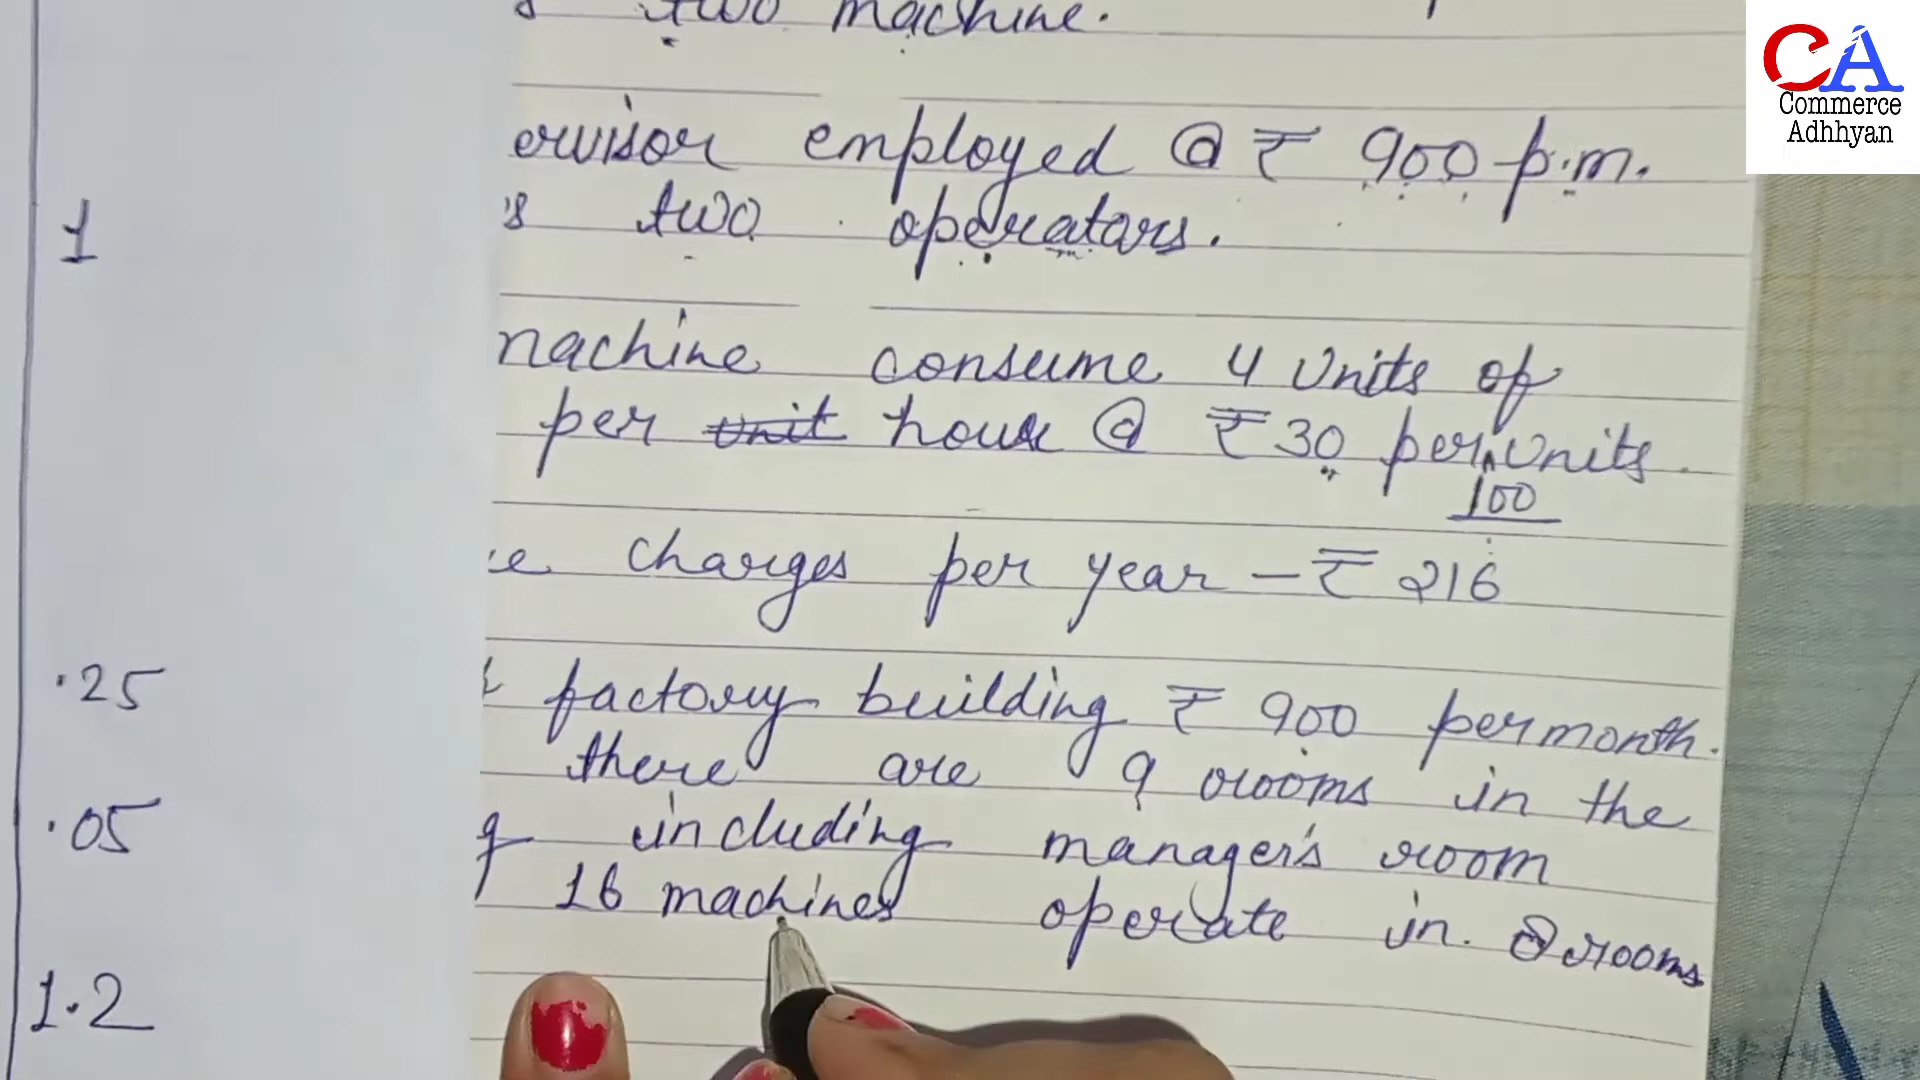 two machine.
ervisor employed @ ₹ 900 p.m.
's two operators.
1
machine consume 4 Units of
per unit hour @ ₹ 30 per Units.
100
ce charges per year – ₹ 216
.25
factory building ₹ 900 per month.
there are 9 rooms in the
.05
g including manager's room
16 machines operate in 8 rooms
1.2
CA
Commerce
Adhhyan